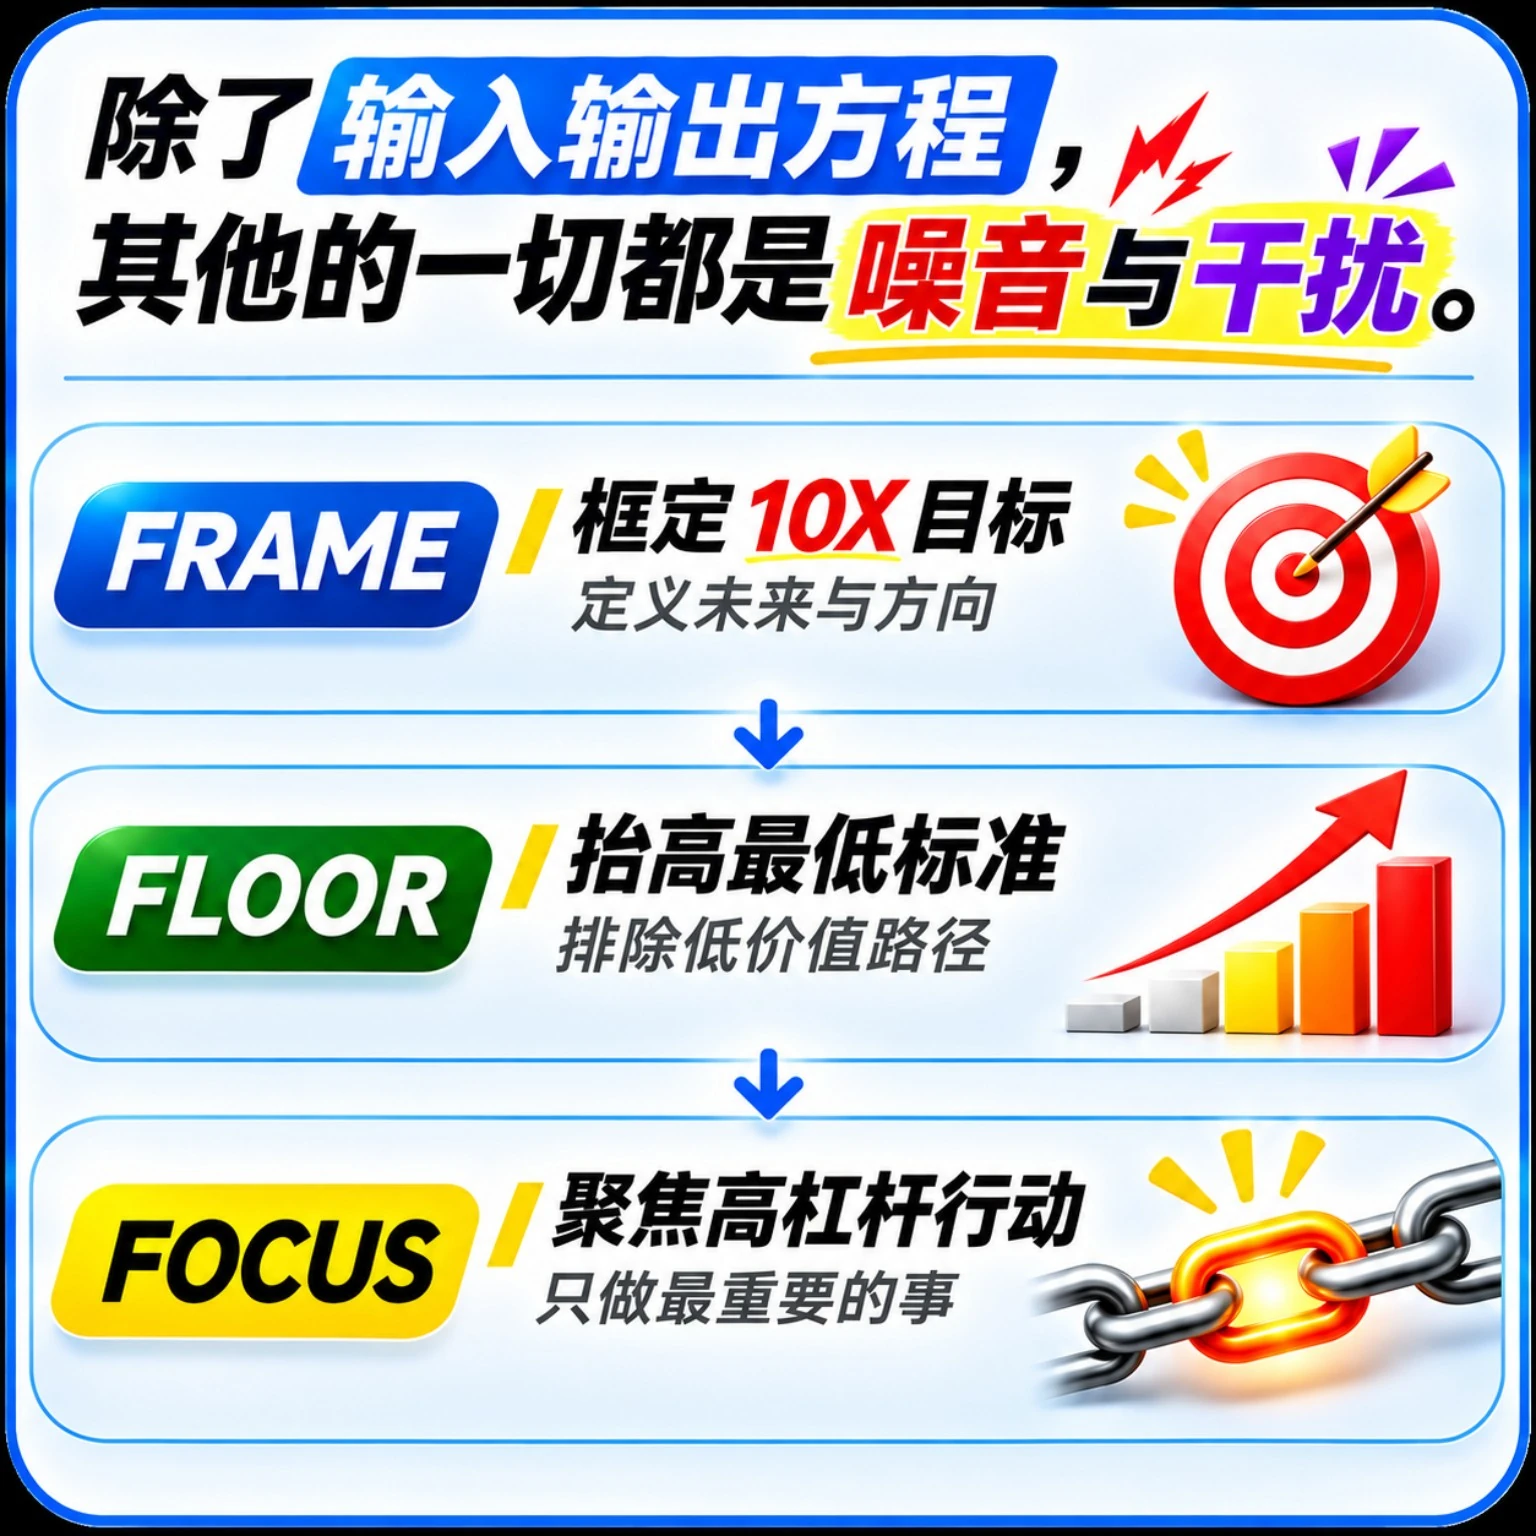 除了输入输出方程，
其他的一切都是噪音与干扰。
FRAME
框定10X目标
定义未来与方向
FLOOR
抬高最低标准
排除低价值路径
FOCUS
聚焦高杠杆行动
只做最重要的事